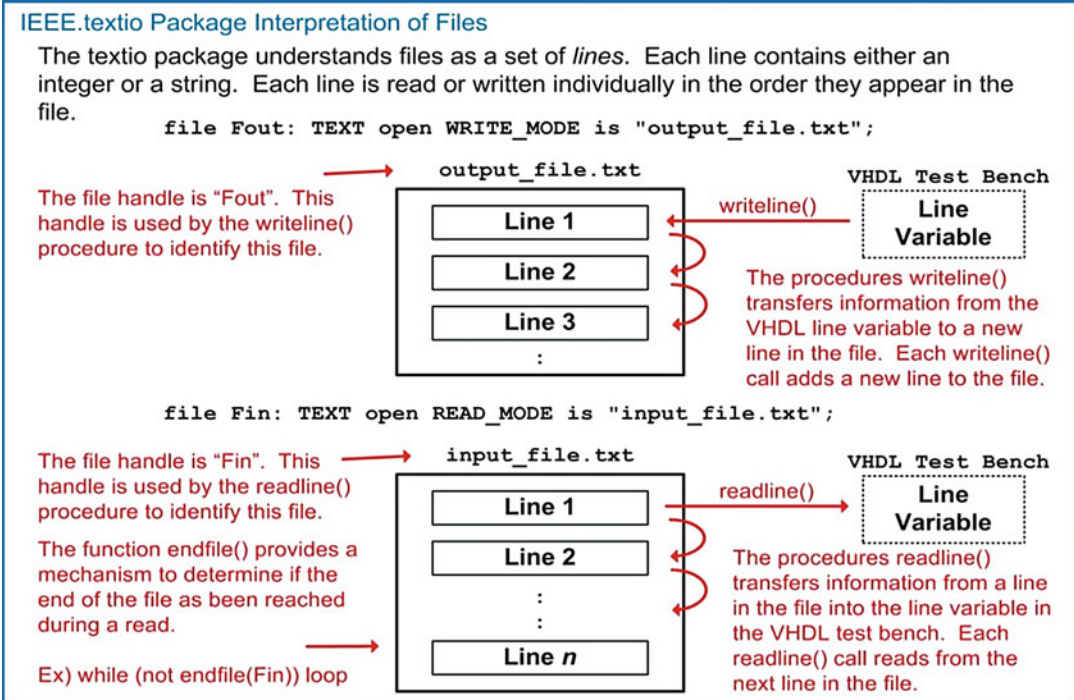 IEEE.textio Package Interpretation of Files
The textio package understands files as a set of lines. Each line contains either an
integer or a string. Each line is read or written individually in the order they appear in the
file.
file Fout: TEXT open WRITE_MODE is "output_file.txt";
The file handle is “Fout”. This
handle is used by the writeline()
procedure to identify this file.
output_file.txt
Line 1
Line 2
Line 3
:
writeline()
VHDL Test Bench
Line
Variable
The procedures writeline()
transfers information from the
VHDL line variable to a new
line in the file. Each writeline()
call adds a new line to the file.
file Fin: TEXT open READ_MODE is "input_file.txt";
The file handle is “Fin”. This
handle is used by the readline()
procedure to identify this file.
The function endfile() provides a
mechanism to determine if the
end of the file as been reached
during a read.
Ex) while (not endfile(Fin)) loop
input_file.txt
Line 1
Line 2
:
:
Line n
readline()
VHDL Test Bench
Line
Variable
The procedures readline()
transfers information from a line
in the file into the line variable in
the VHDL test bench. Each
readline() call reads from the
next line in the file.